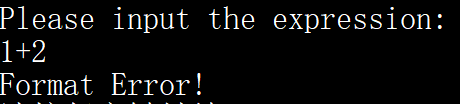 Please input the expression:
1+2
Format Error!